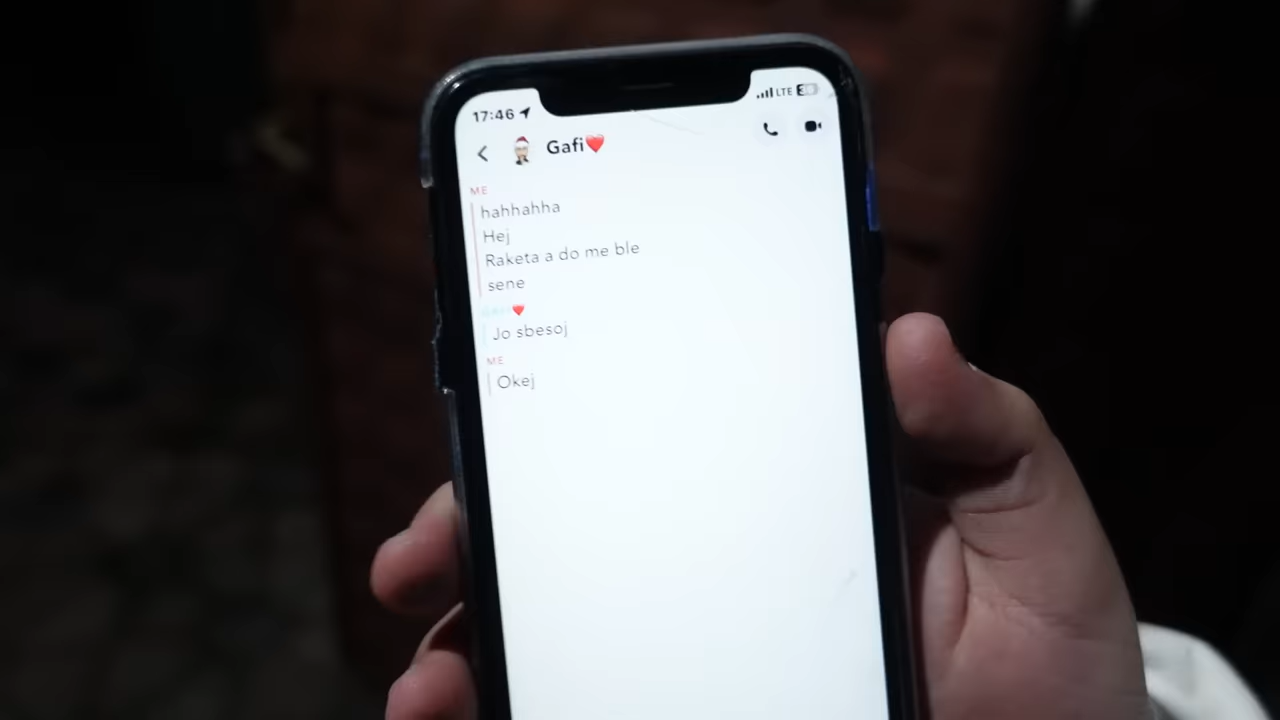 17:46 LTE
Gafi❤️
ME
hahhahha
Hej
Raketa a do me ble
sene
❤️
Jo sbesoj
ME
Okej